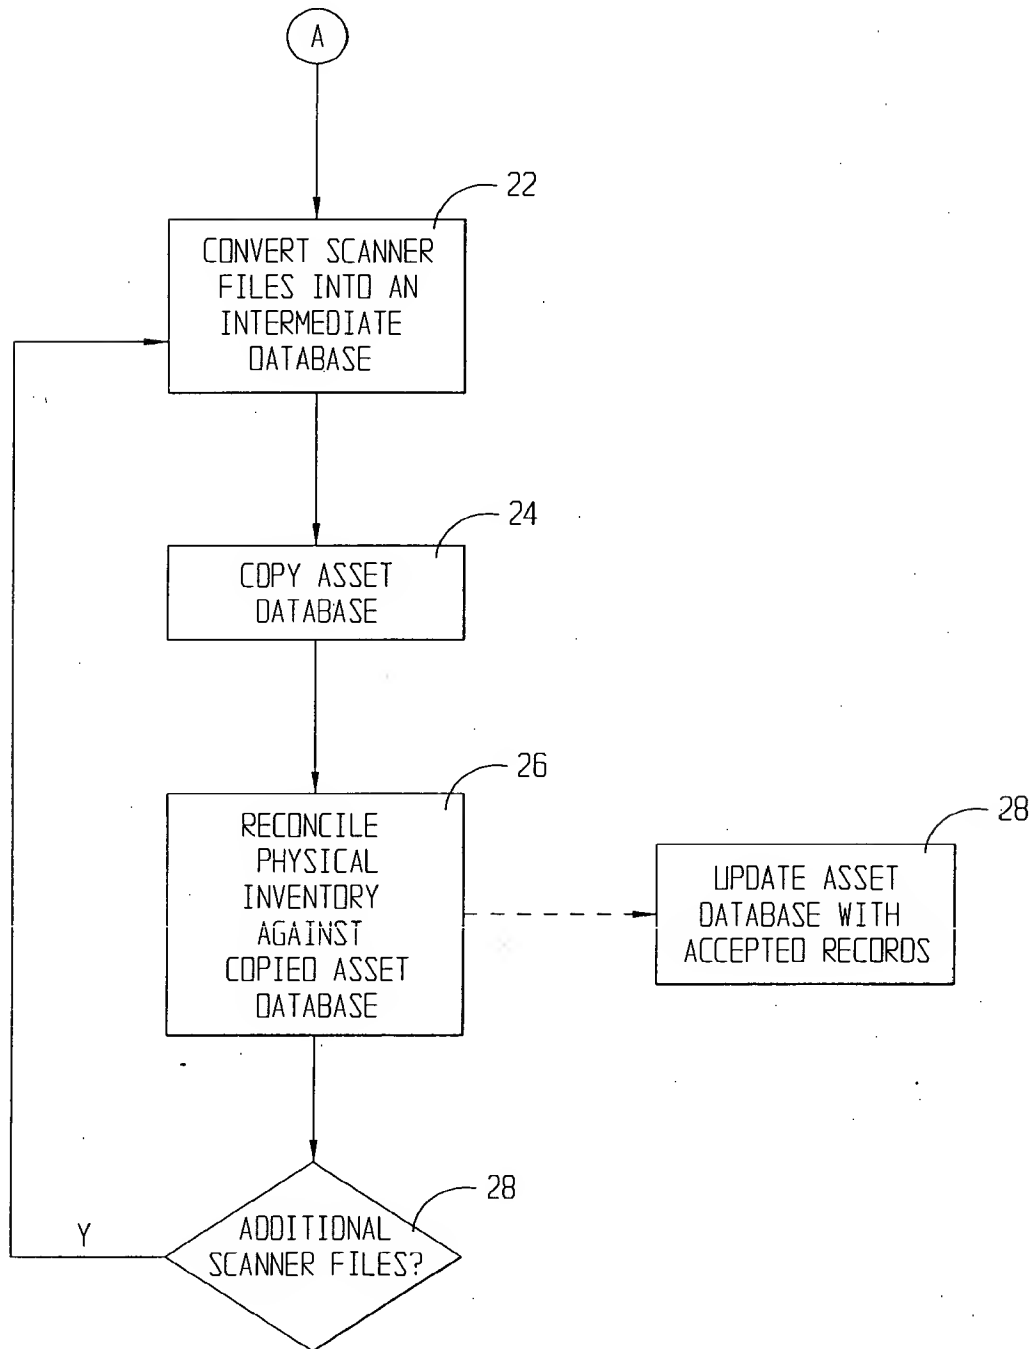 A
22
CONVERT SCANNER
FILES INTO AN
INTERMEDIATE
DATABASE
24
COPY ASSET
DATABASE
26
RECONCILE
PHYSICAL
INVENTORY
AGAINST
COPIED ASSET
DATABASE
28
UPDATE ASSET
DATABASE WITH
ACCEPTED RECORDS
28
ADDITIONAL
SCANNER FILES?
Y